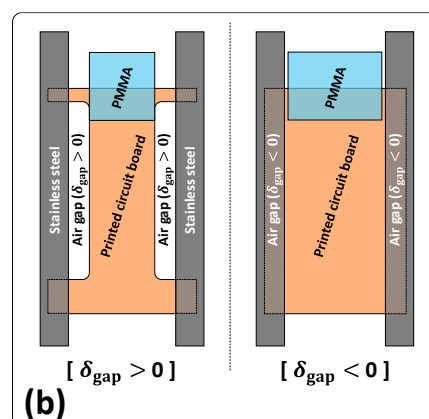 PMMA
Stainless steel
Air gap (δgap > 0)
Printed circuit board
Air gap (δgap > 0)
Stainless steel
[ δgap > 0 ]
PMMA
Air gap (δgap < 0)
Printed circuit board
Air gap (δgap < 0)
[ δgap < 0 ]
(b)